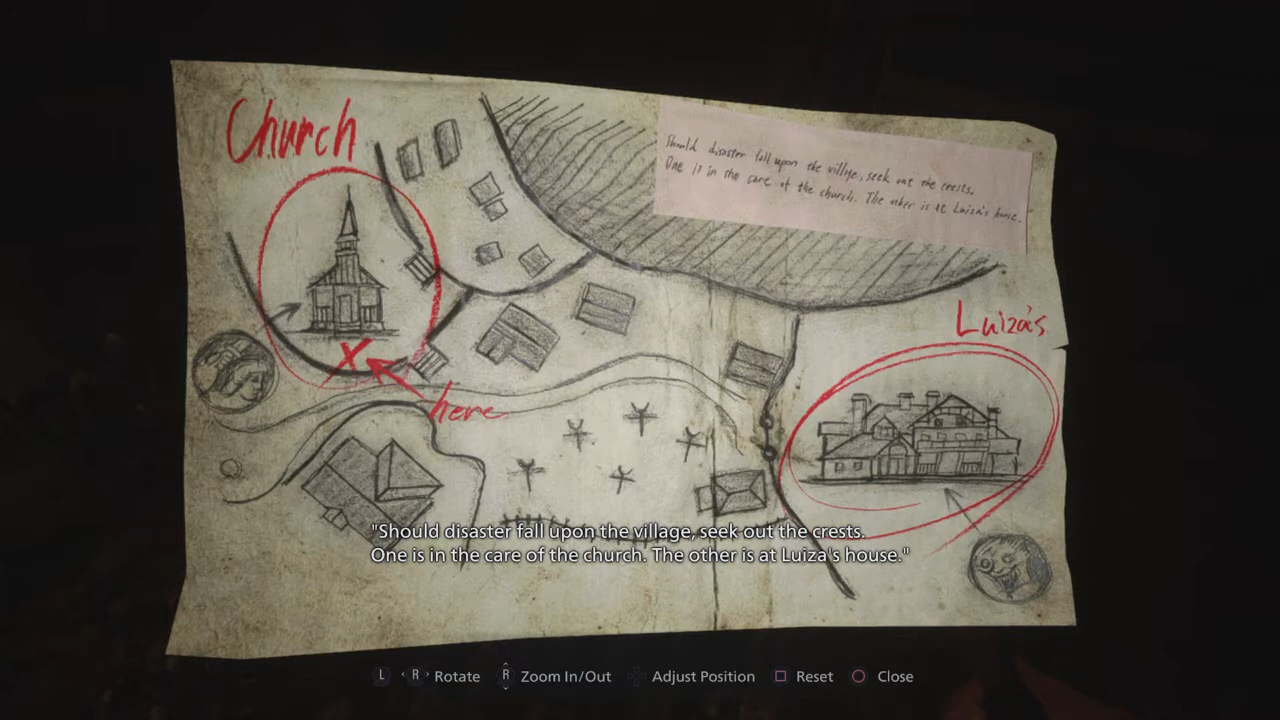 Church
Should disaster fall upon the village, seek out the crests.
One is in the care of the church. The other is at Luiza's house.
Luiza's
X
here
"Should disaster fall upon the village, seek out the crests.
One is in the care of the church. The other is at Luiza's house."
L R Rotate R Zoom In/Out Adjust Position Reset Close